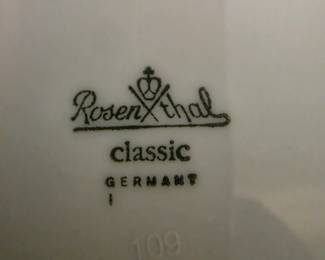 Rosenthal
classic
GERMANY
I
109